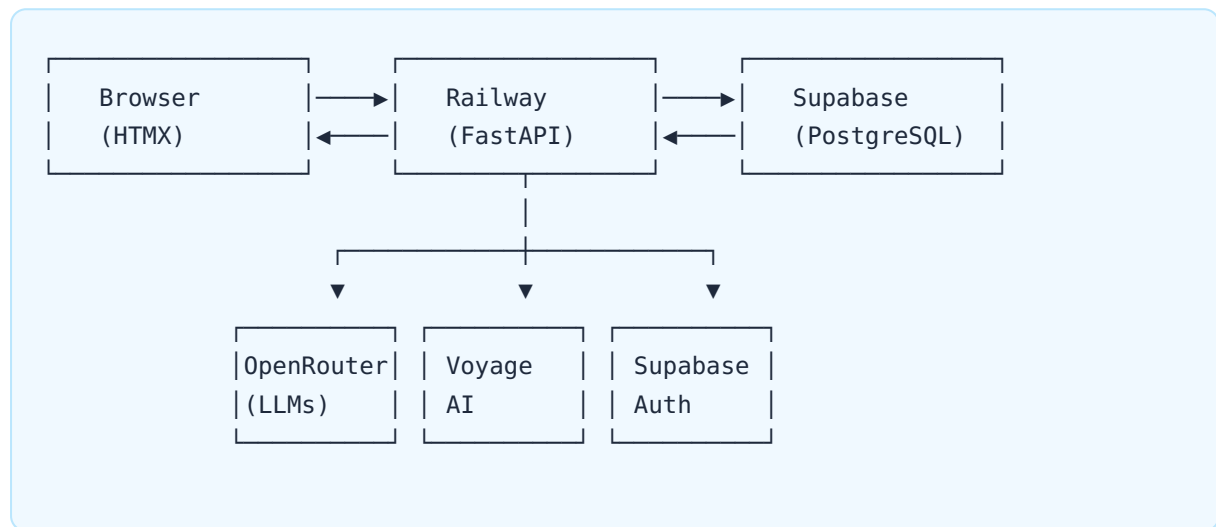 Browser Railway Supabase
(HTMX) (FastAPI) (PostgreSQL)
OpenRouter Voyage Supabase
(LLMs) AI Auth